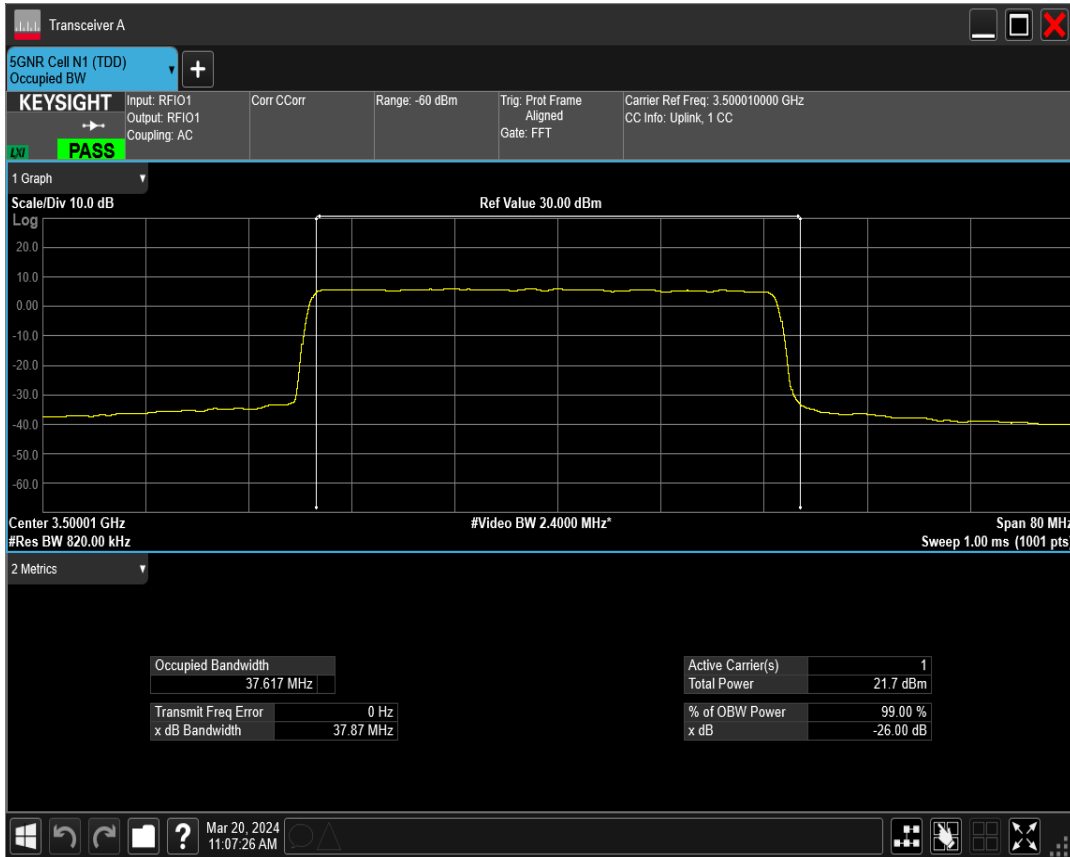 Transceiver A
5GNR Cell N1 (TDD)
Occupied BW
+
KEYSIGHT
LXI
PASS
Input: RFIO1
Output: RFIO1
Coupling: AC
Corr CCorr
Range: -60 dBm
Trig: Prot Frame
Aligned
Gate: FFT
Carrier Ref Freq: 3.500010000 GHz
CC Info: Uplink, 1 CC
1 Graph
Scale/Div 10.0 dB
Ref Value 30.00 dBm
Log
20.0
10.0
0.00
-10.0
-20.0
-30.0
-40.0
-50.0
-60.0
Center 3.50001 GHz
#Video BW 2.4000 MHz*
Span 80 MHz
#Res BW 820.00 kHz
Sweep 1.00 ms (1001 pts)
2 Metrics
Occupied Bandwidth
37.617 MHz
Transmit Freq Error 0 Hz
x dB Bandwidth 37.87 MHz
Active Carrier(s) 1
Total Power 21.7 dBm
% of OBW Power 99.00 %
x dB -26.00 dB
?
Mar 20, 2024
11:07:26 AM